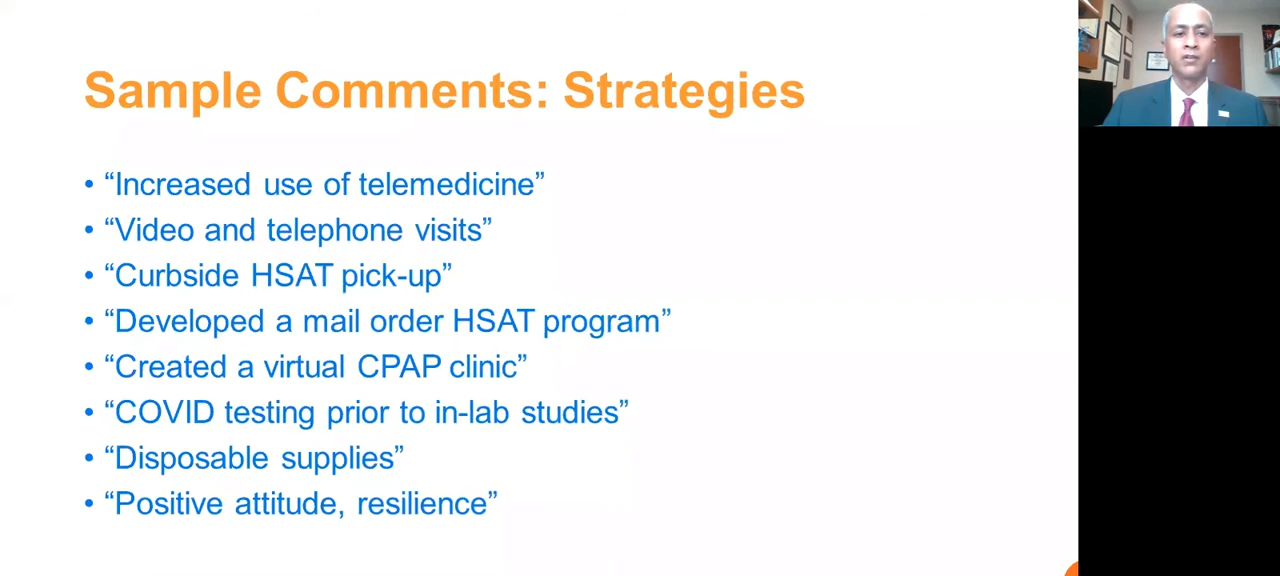 Sample Comments: Strategies
• “Increased use of telemedicine”
• “Video and telephone visits”
• “Curbside HSAT pick-up”
• “Developed a mail order HSAT program”
• “Created a virtual CPAP clinic”
• “COVID testing prior to in-lab studies”
• “Disposable supplies”
• “Positive attitude, resilience”